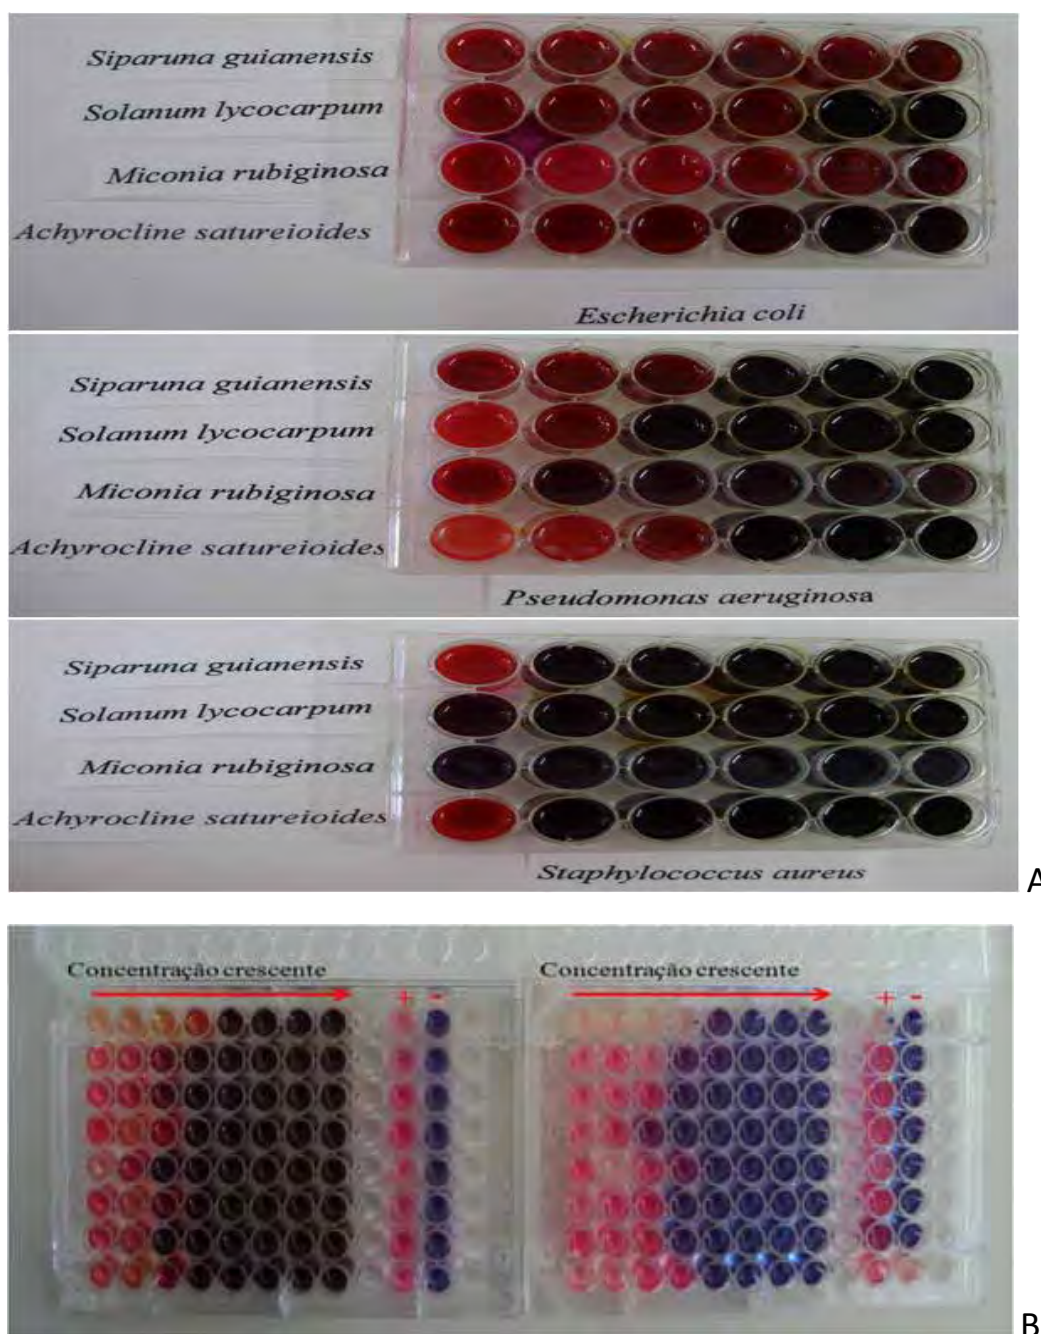 Siparuna guianensis
Solanum lycocarpum
Miconia rubiginosa
Achyrocline satureioides
Escherichia coli
Siparuna guianensis
Solanum lycocarpum
Miconia rubiginosa
Achyrocline satureioides
Pseudomonas aeruginosa
Siparuna guianensis
Solanum lycocarpum
Miconia rubiginosa
Achyrocline satureioides
Staphylococcus aureus
A
Concentração crescente
+ -
Concentração crescente
+ -
B